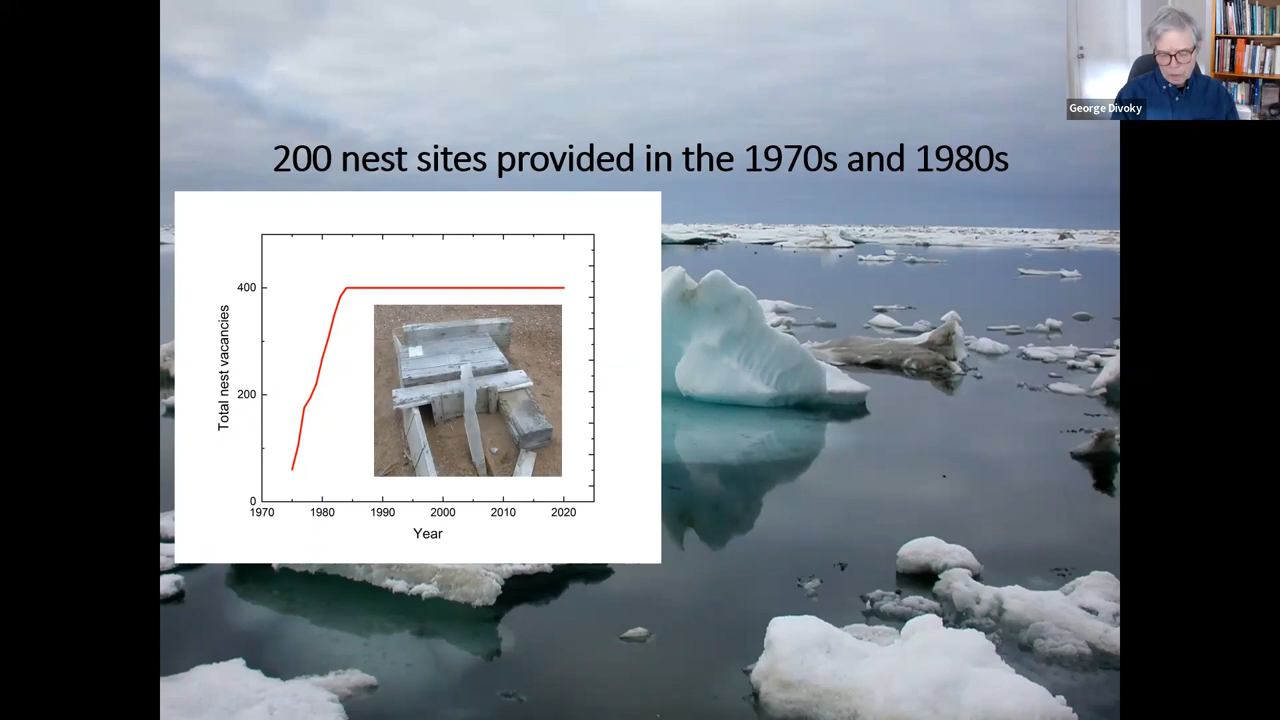 George Divoky
200 nest sites provided in the 1970s and 1980s
Total nest vacancies
400
200
0
1970 1980 1990 2000 2010 2020
Year